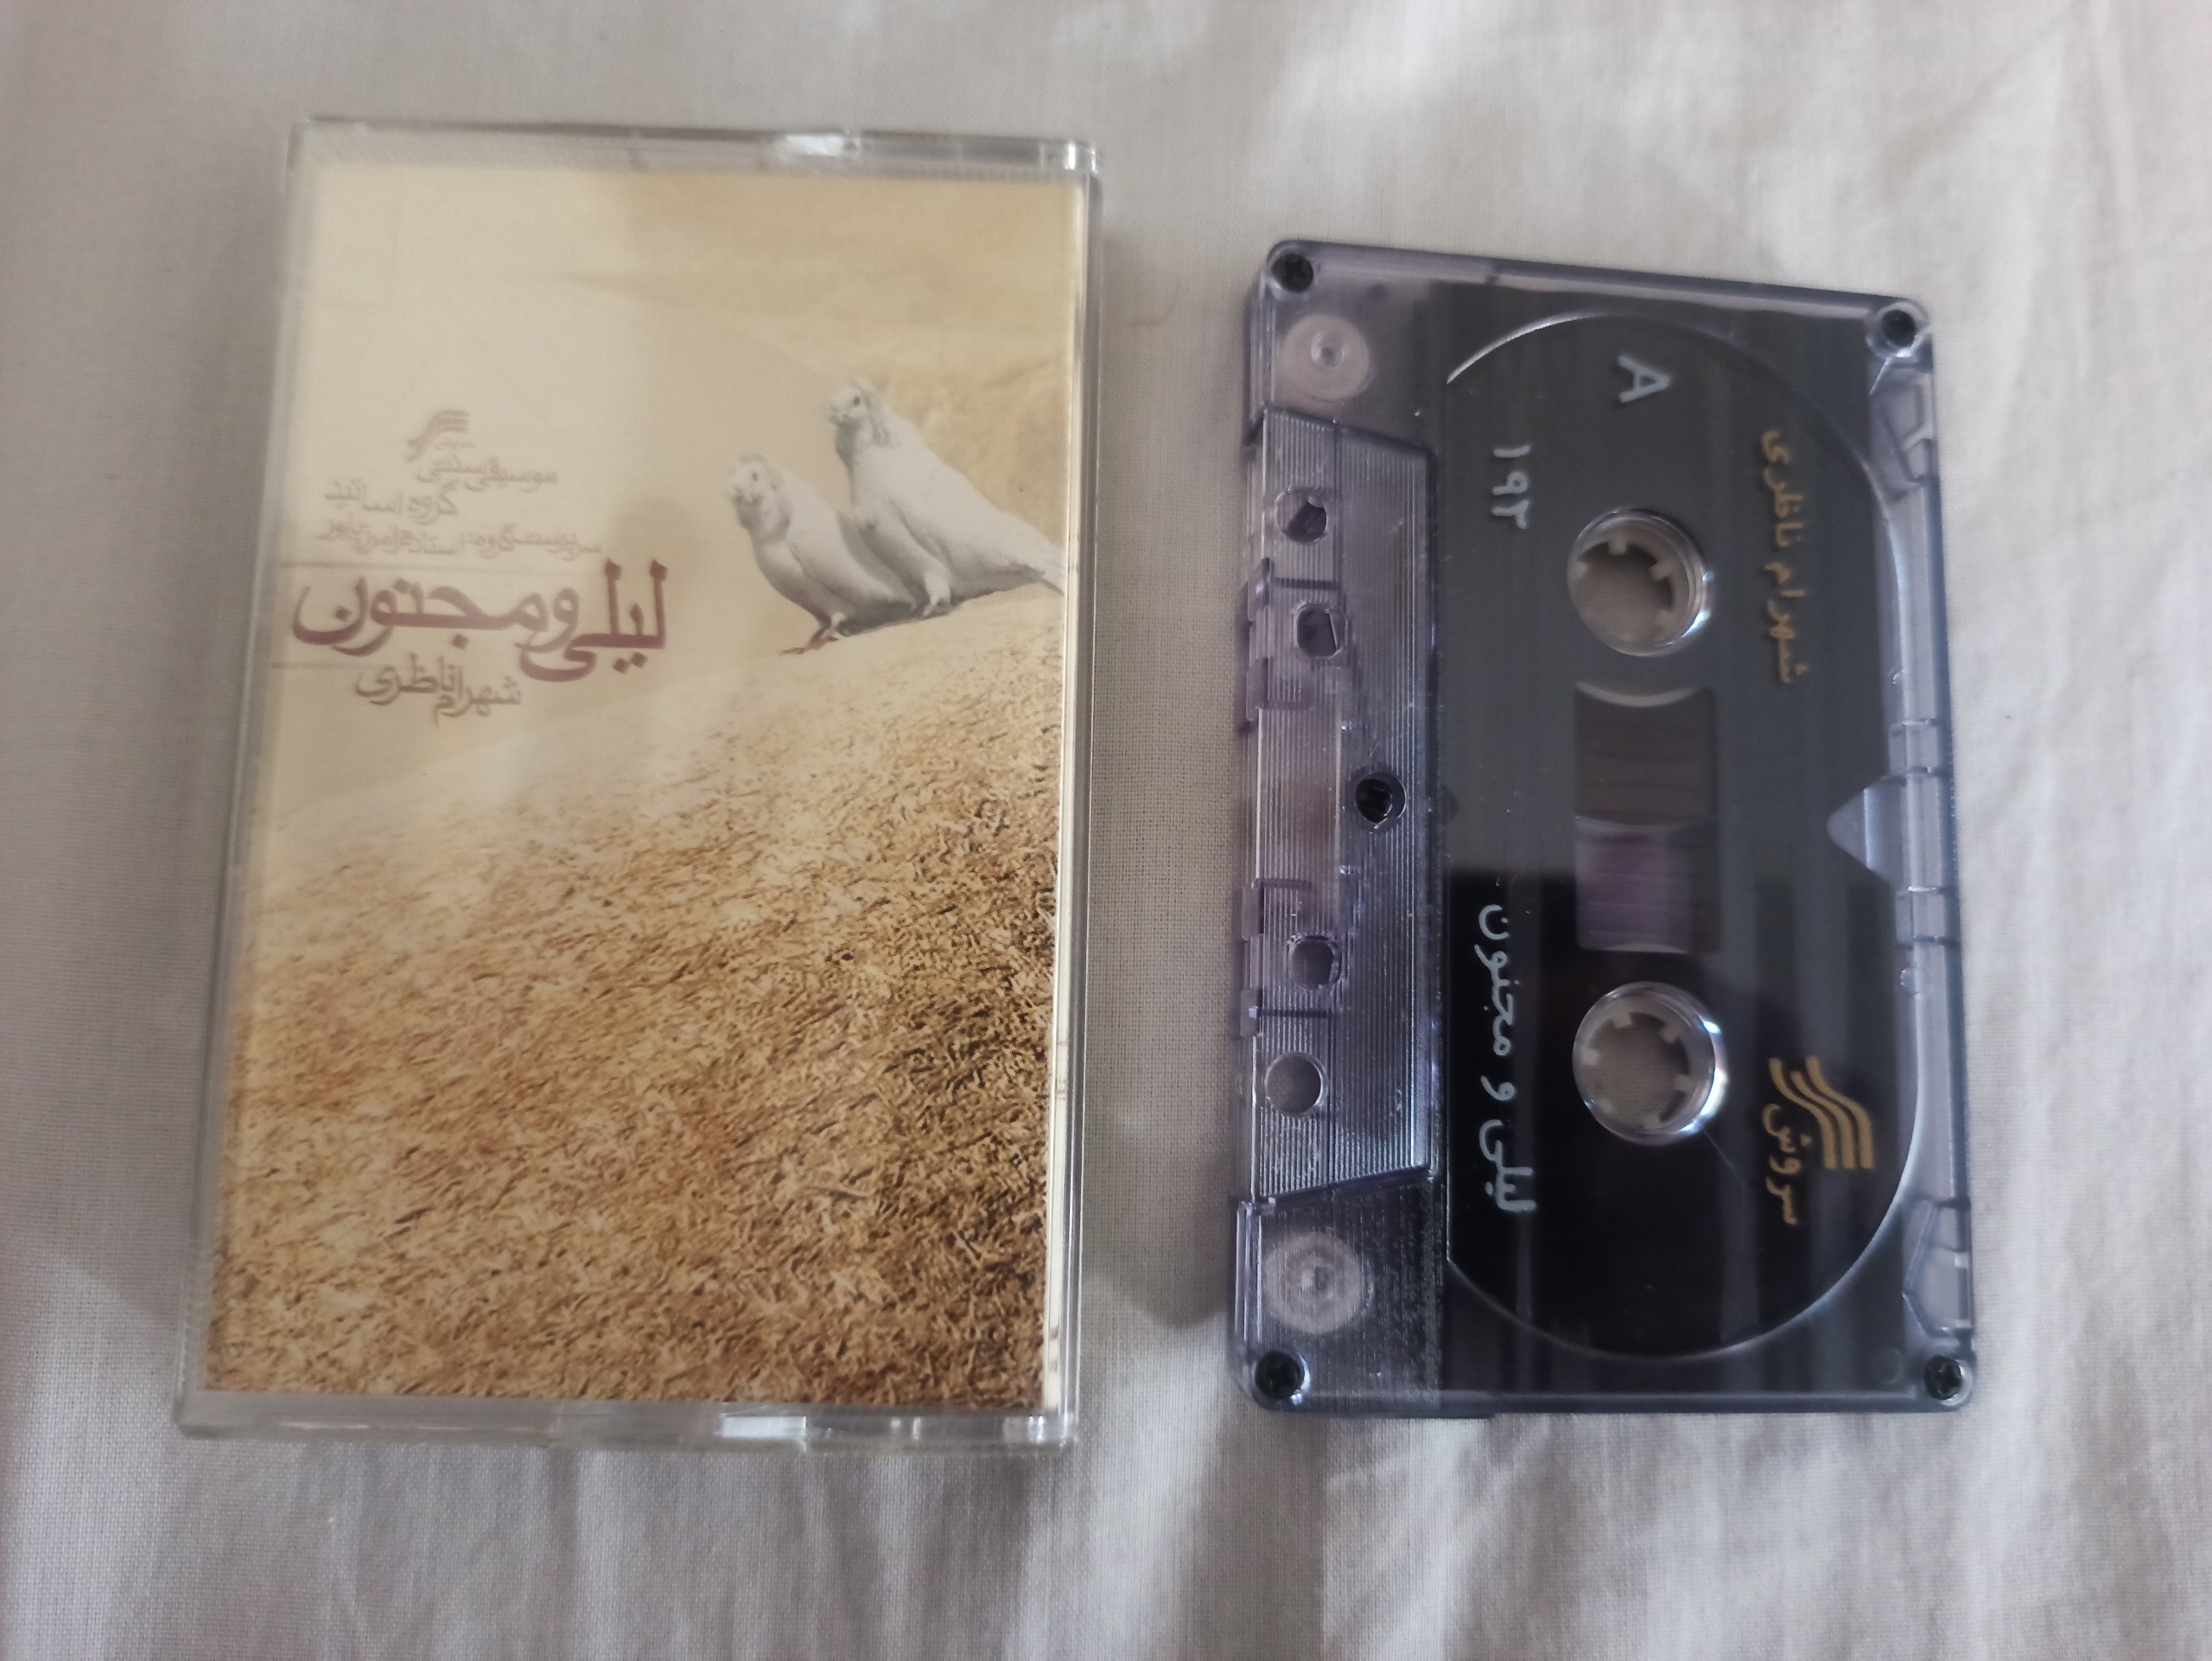 سروش
موسیقی سنتی
گروه اساتید
سرپرست گروه: استاد فرامرز پایور
لیلی و مجنون
شهرام ناظری
A
۱۹۲
شهرام ناظری
سروش
لیلی و مجنون